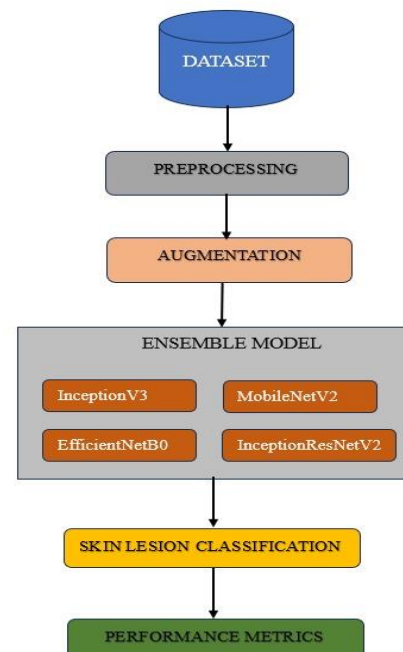 DATASET
PREPROCESSING
AUGMENTATION
ENSEMBLE MODEL
InceptionV3
MobileNetV2
EfficientNetB0
InceptionResNetV2
SKIN LESION CLASSIFICATION
PERFORMANCE METRICS